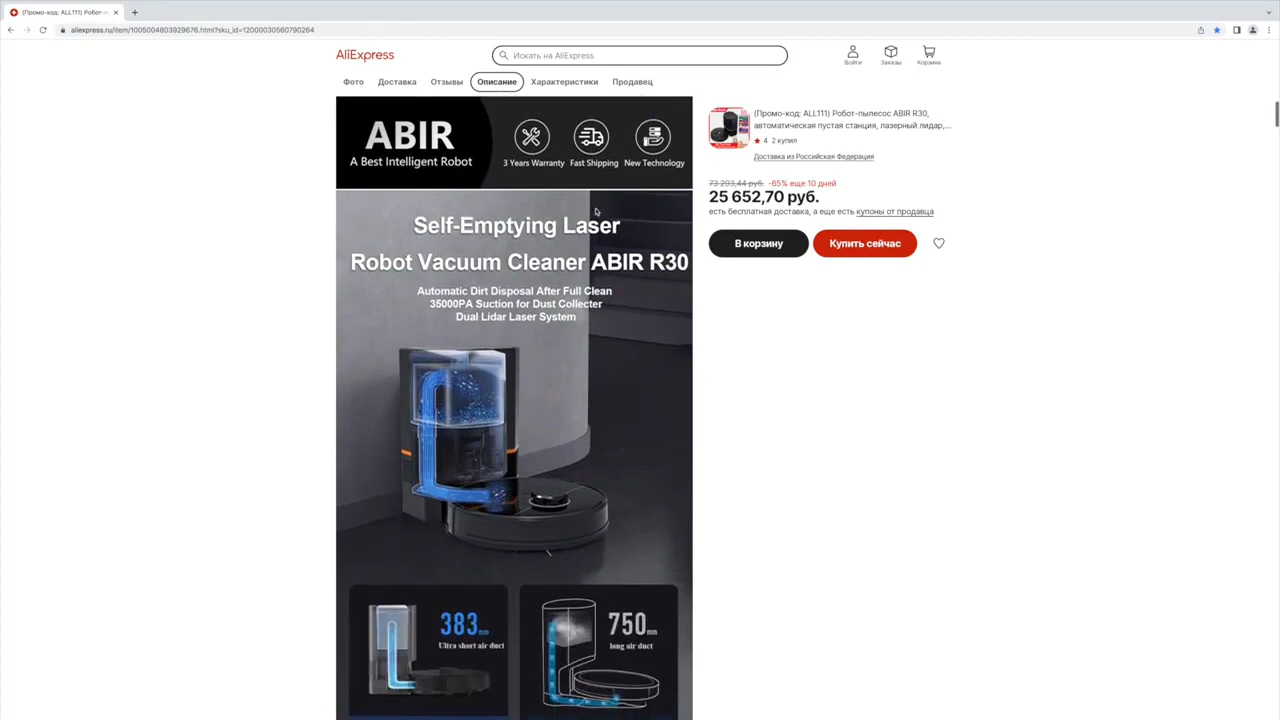 (Промо-код: ALL111) Робот-п
aliexpress.ru/item/1005004803929676.html?sku_id=12000030560790264
AliExpress
Искать на AliExpress
Войти
Заказы
Корзина
Фото
Доставка
Отзывы
Описание
Характеристики
Продавец
ABIR
A Best Intelligent Robot
3 Years Warranty
Fast Shipping
New Technology
Self-Emptying Laser
Robot Vacuum Cleaner ABIR R30
Automatic Dirt Disposal After Full Clean
35000PA Suction for Dust Collecter
Dual Lidar Laser System
383mm
Ultra short air duct
750mm
long air duct
(Промо-код: ALL111) Робот-пылесос ABIR R30,
автоматическая пустая станция, лазерный лидар,...
4 2 купил
Доставка из Российская Федерация
73 293,44 руб. -65% еще 10 дней
25 652,70 руб.
есть бесплатная доставка, а еще есть купоны от продавца
В корзину
Купить сейчас